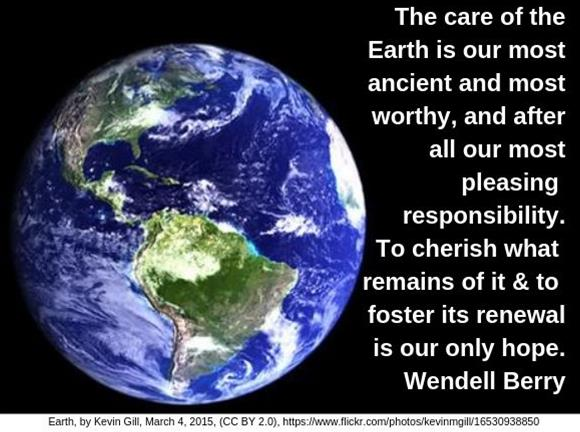 The care of the
Earth is our most
ancient and most
worthy, and after
all our most
pleasing
responsibility.
To cherish what
remains of it & to
foster its renewal
is our only hope.
Wendell Berry
Earth, by Kevin Gill, March 4, 2015, (CC BY 2.0), https://www.flickr.com/photos/kevinmgill/16530938850